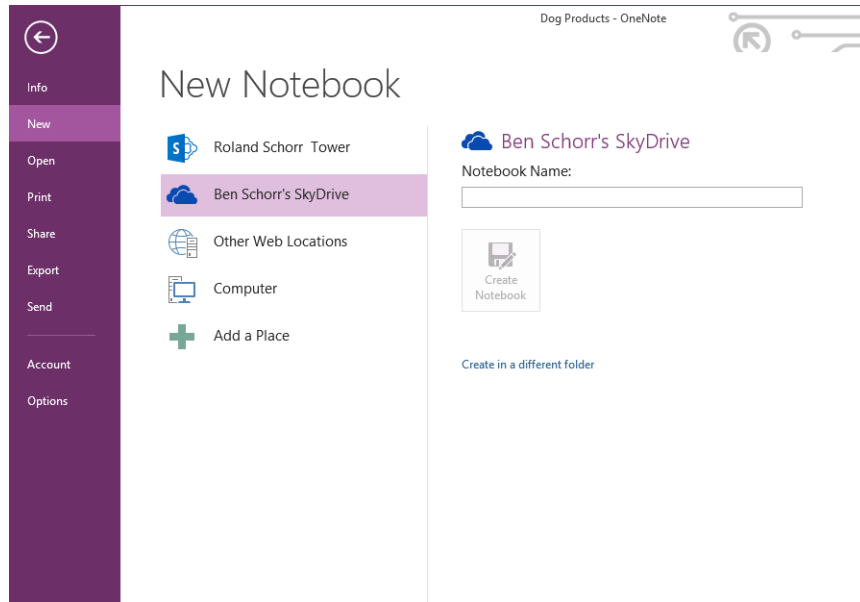 Dog Products - OneNote
Info
New
Open
Print
Share
Export
Send
Account
Options
New Notebook
Roland Schorr Tower
Ben Schorr's SkyDrive
Other Web Locations
Computer
Add a Place
Ben Schorr's SkyDrive
Notebook Name:
Create
Notebook
Create in a different folder